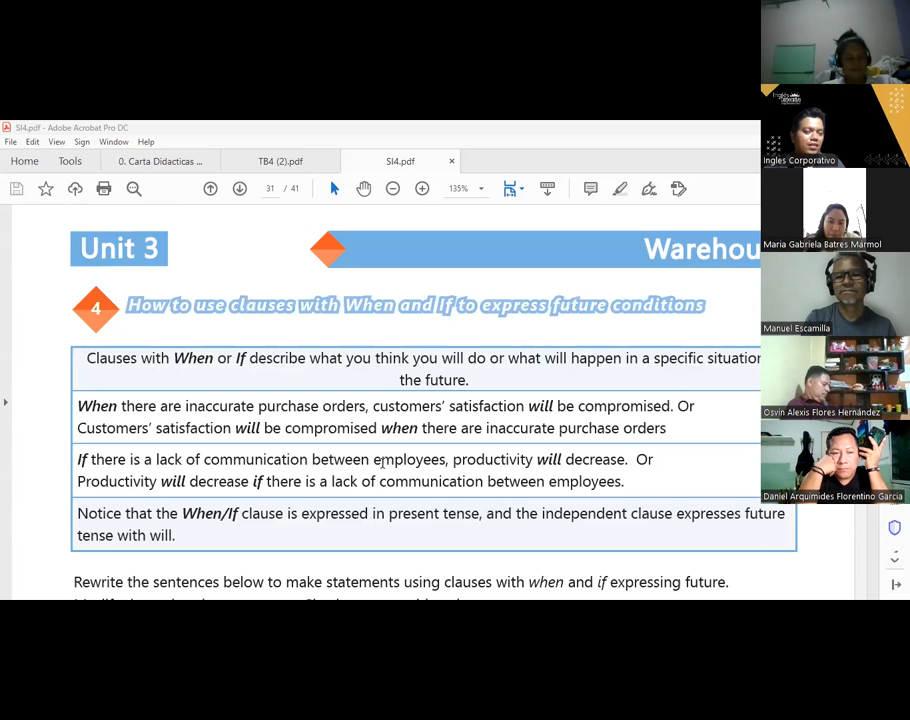 SI4.pdf - Adobe Acrobat Pro DC
File Edit View Sign Window Help
Home Tools 0. Carta Didacticas ... TB4 (2).pdf SI4.pdf ×
31 / 41 135%
Unit 3 Warehou
4 How to use clauses with When and If to express future conditions
Clauses with When or If describe what you think you will do or what will happen in a specific situation
the future.
When there are inaccurate purchase orders, customers' satisfaction will be compromised. Or
Customers' satisfaction will be compromised when there are inaccurate purchase orders
If there is a lack of communication between employees, productivity will decrease. Or
Productivity will decrease if there is a lack of communication between employees.
Notice that the When/If clause is expressed in present tense, and the independent clause expresses future
tense with will.
Rewrite the sentences below to make statements using clauses with when and if expressing future.
Inglés
Corporativo
Ingles Corporativo
Maria Gabriela Batres Marmol
Manuel Escamilla
Osvin Alexis Flores Hernández
Daniel Arquimides Florentino Garcia